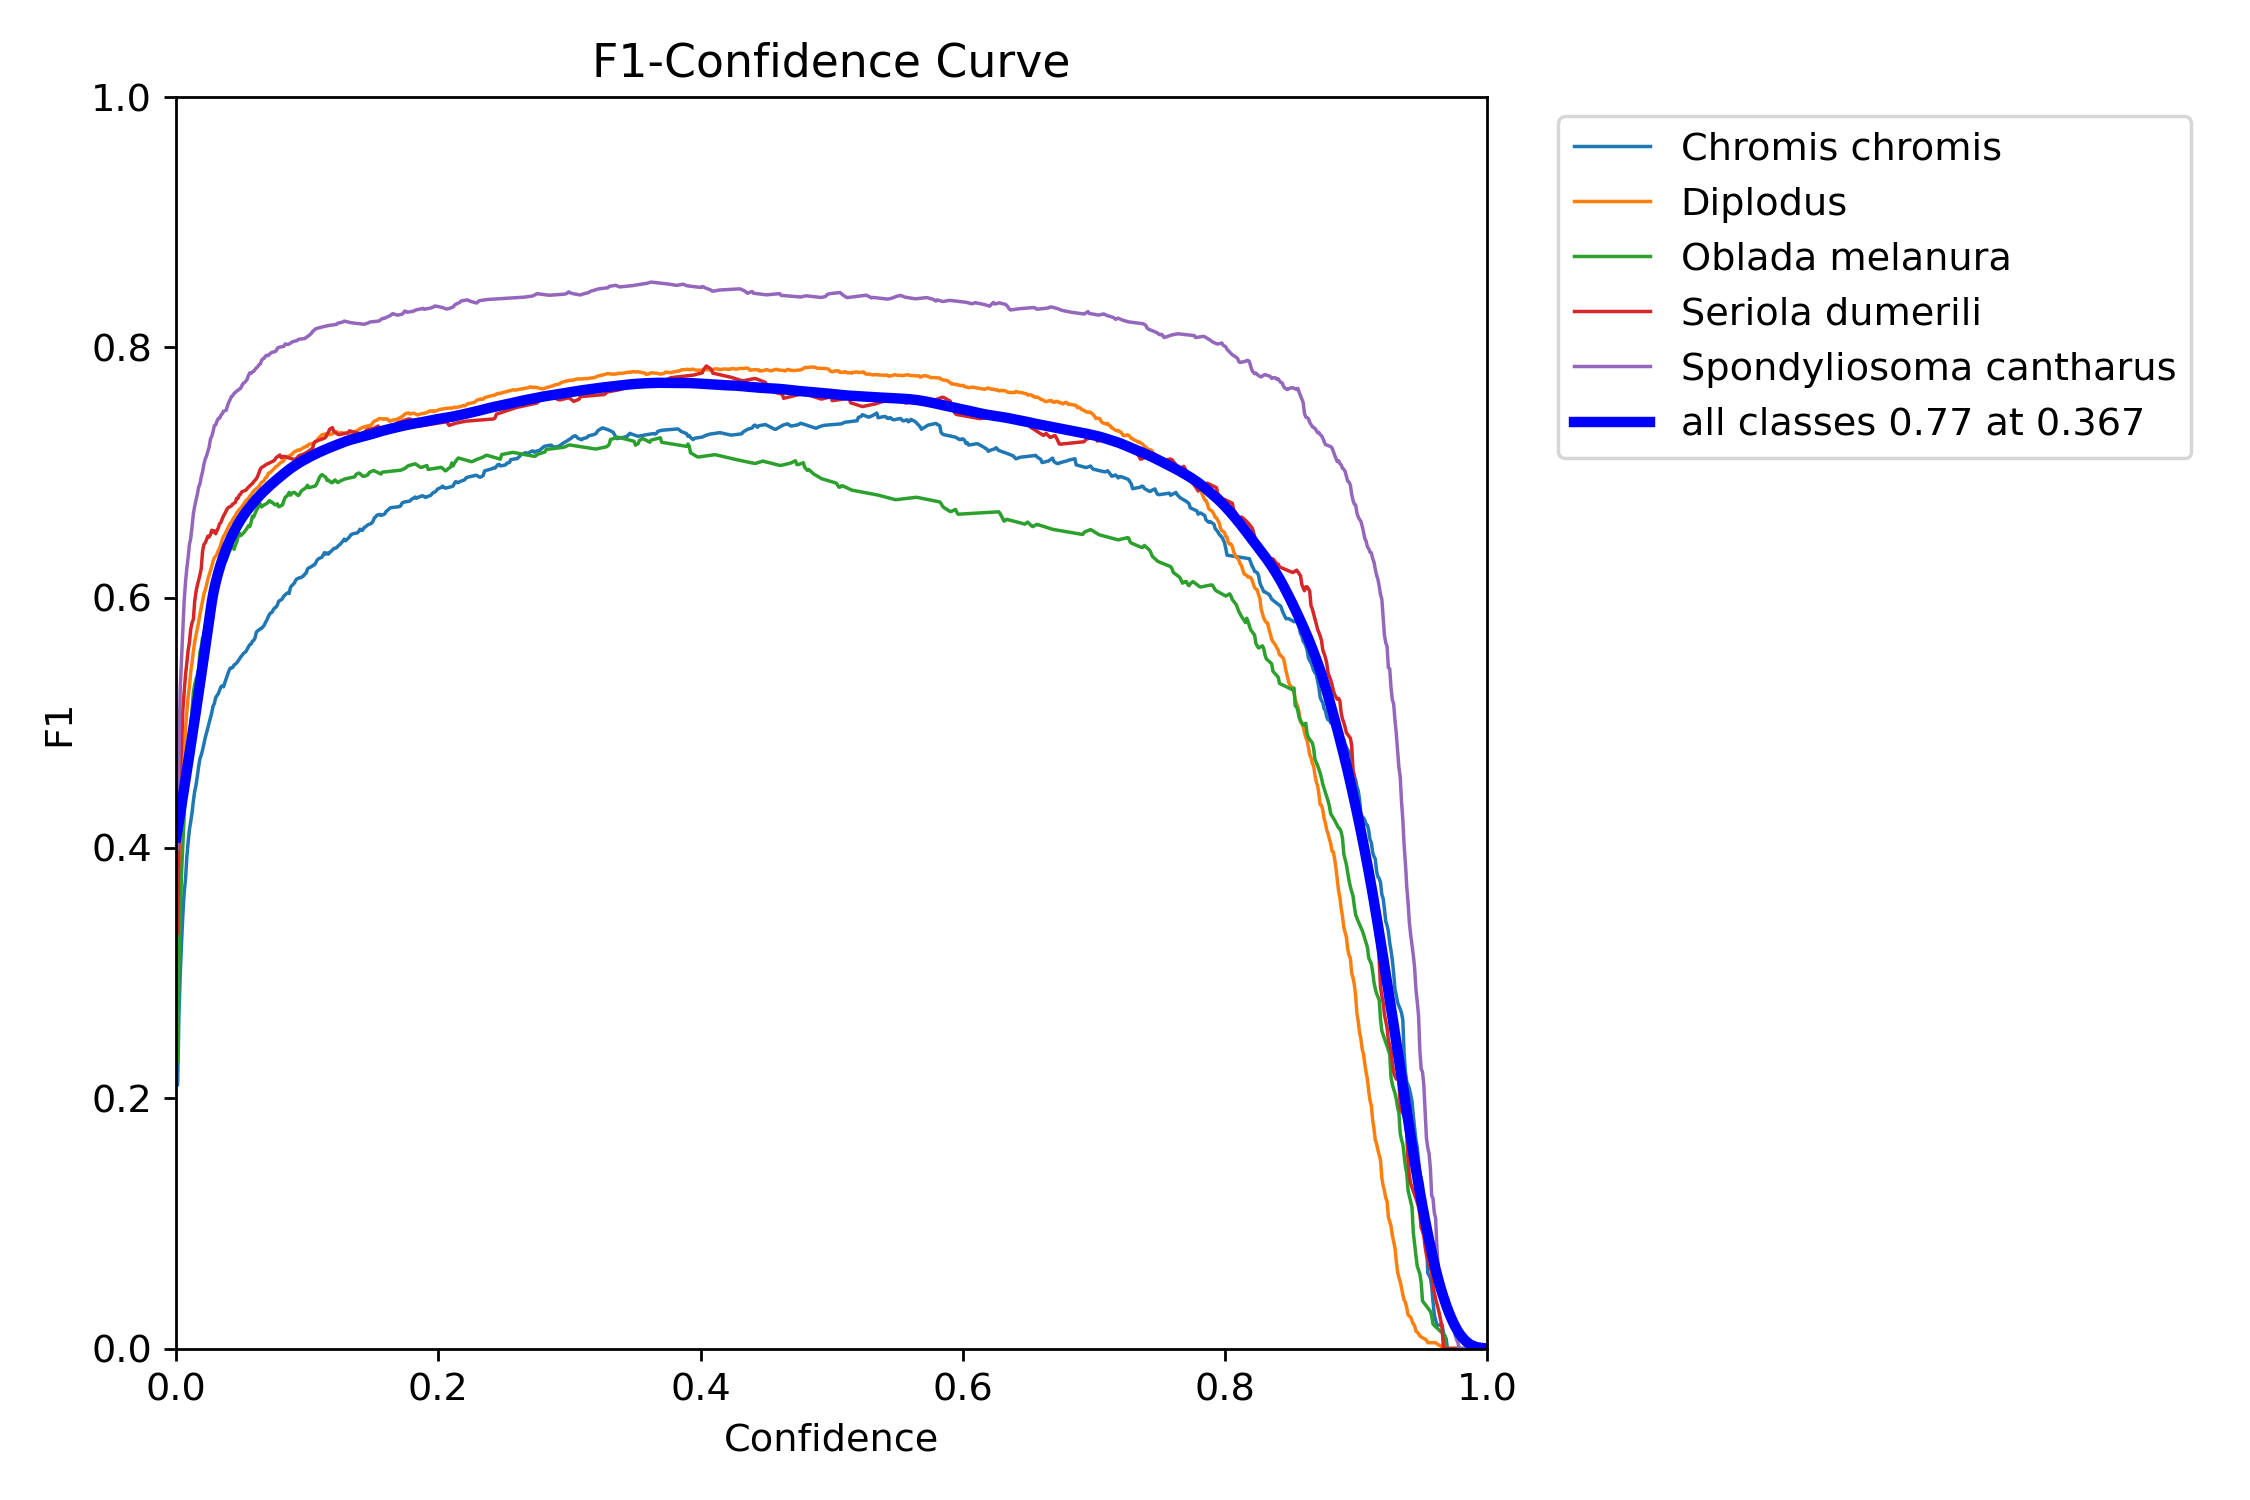 F1-Confidence Curve
1.0
0.8
0.6
0.4
0.2
0.0
F1
0.0 0.2 0.4 0.6 0.8 1.0
Confidence
Chromis chromis
Diplodus
Oblada melanura
Seriola dumerili
Spondyliosoma cantharus
all classes 0.77 at 0.367